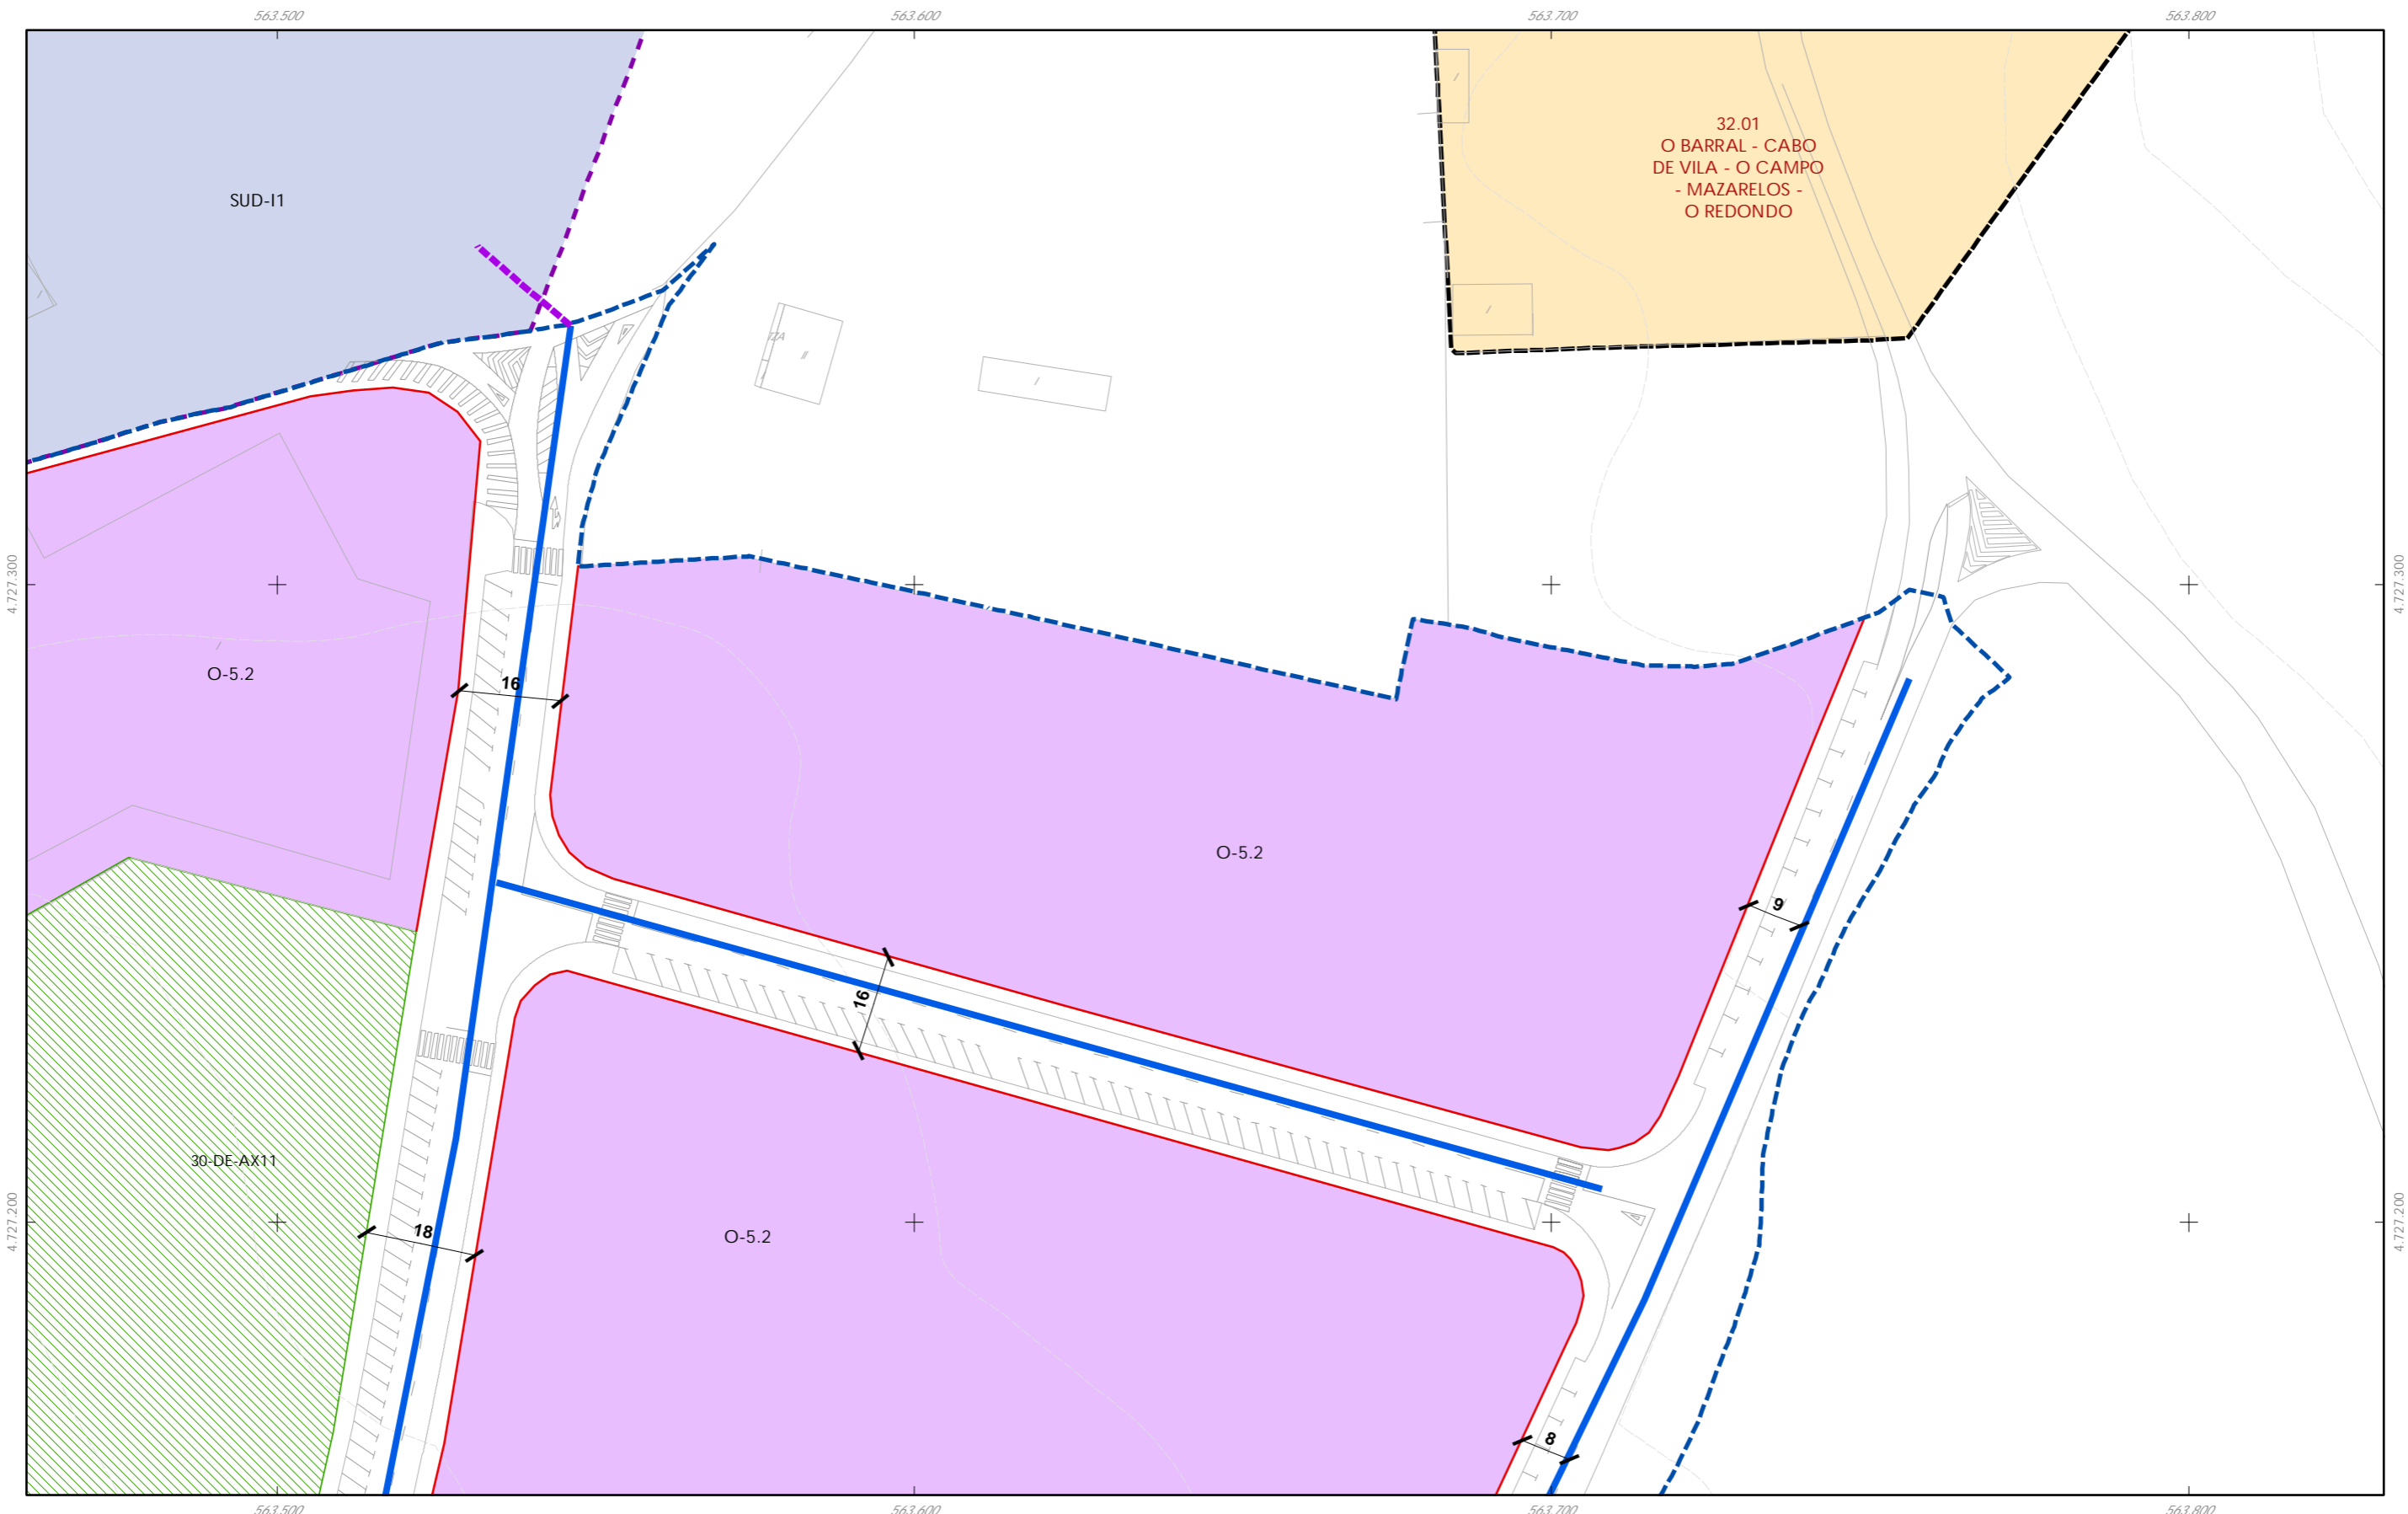 563.500 563.600 563.700 563.800
32.01
O BARRAL - CABO
DE VILA - O CAMPO
- MAZARELOS -
O REDONDO
SUD-I1
IZA
II
4.727.300 4.727.300
O-5.2
16
O-5.2
9
16
30-DE-AX11
4.727.200 4.727.200
18
O-5.2
8
563.500 563.600 563.700 563.800